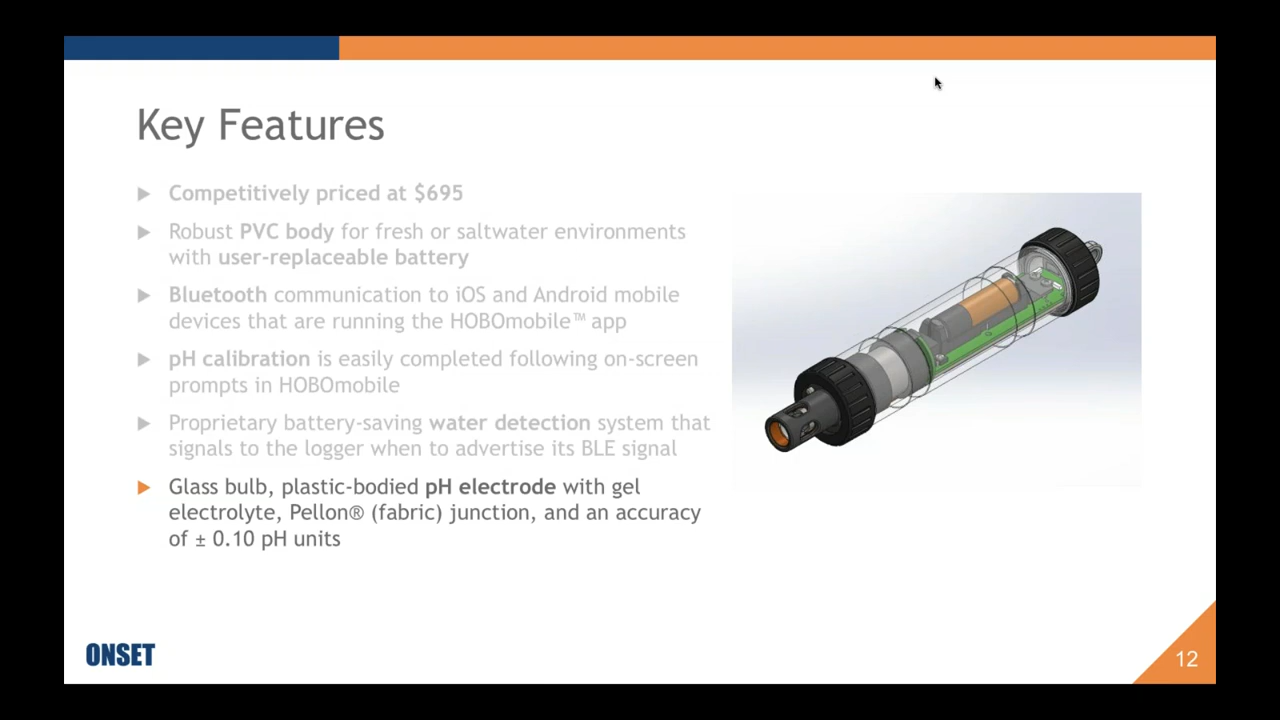 Key Features
Competitively priced at $695
Robust PVC body for fresh or saltwater environments
with user-replaceable battery
Bluetooth communication to iOS and Android mobile
devices that are running the HOBOmobile™ app
pH calibration is easily completed following on-screen
prompts in HOBOmobile
Proprietary battery-saving water detection system that
signals to the logger when to advertise its BLE signal
Glass bulb, plastic-bodied pH electrode with gel
electrolyte, Pellon® (fabric) junction, and an accuracy
of ± 0.10 pH units
ONSET
12